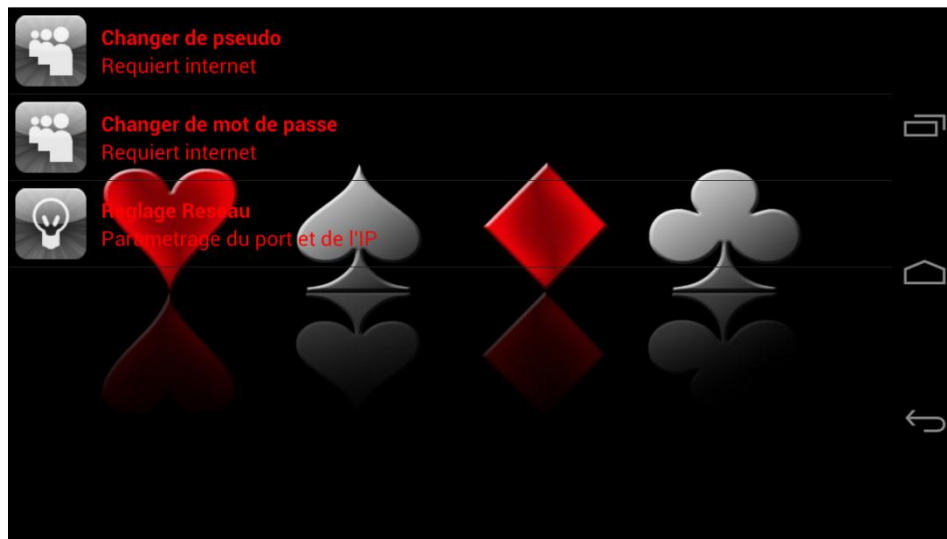 Changer de pseudo
Requiert internet
Changer de mot de passe
Requiert internet
Reglage Reseau
Parametrage du port et de l'IP